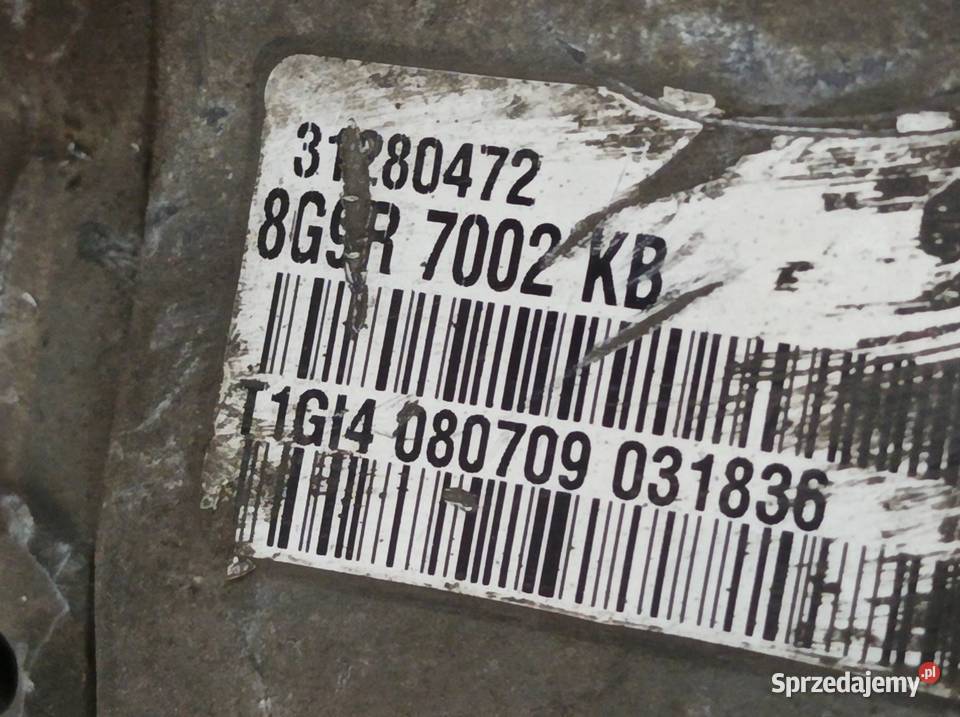 31280472
8G9R 7002 KB
E
T1GI4 080709 031836
Sprzedajemy.pl